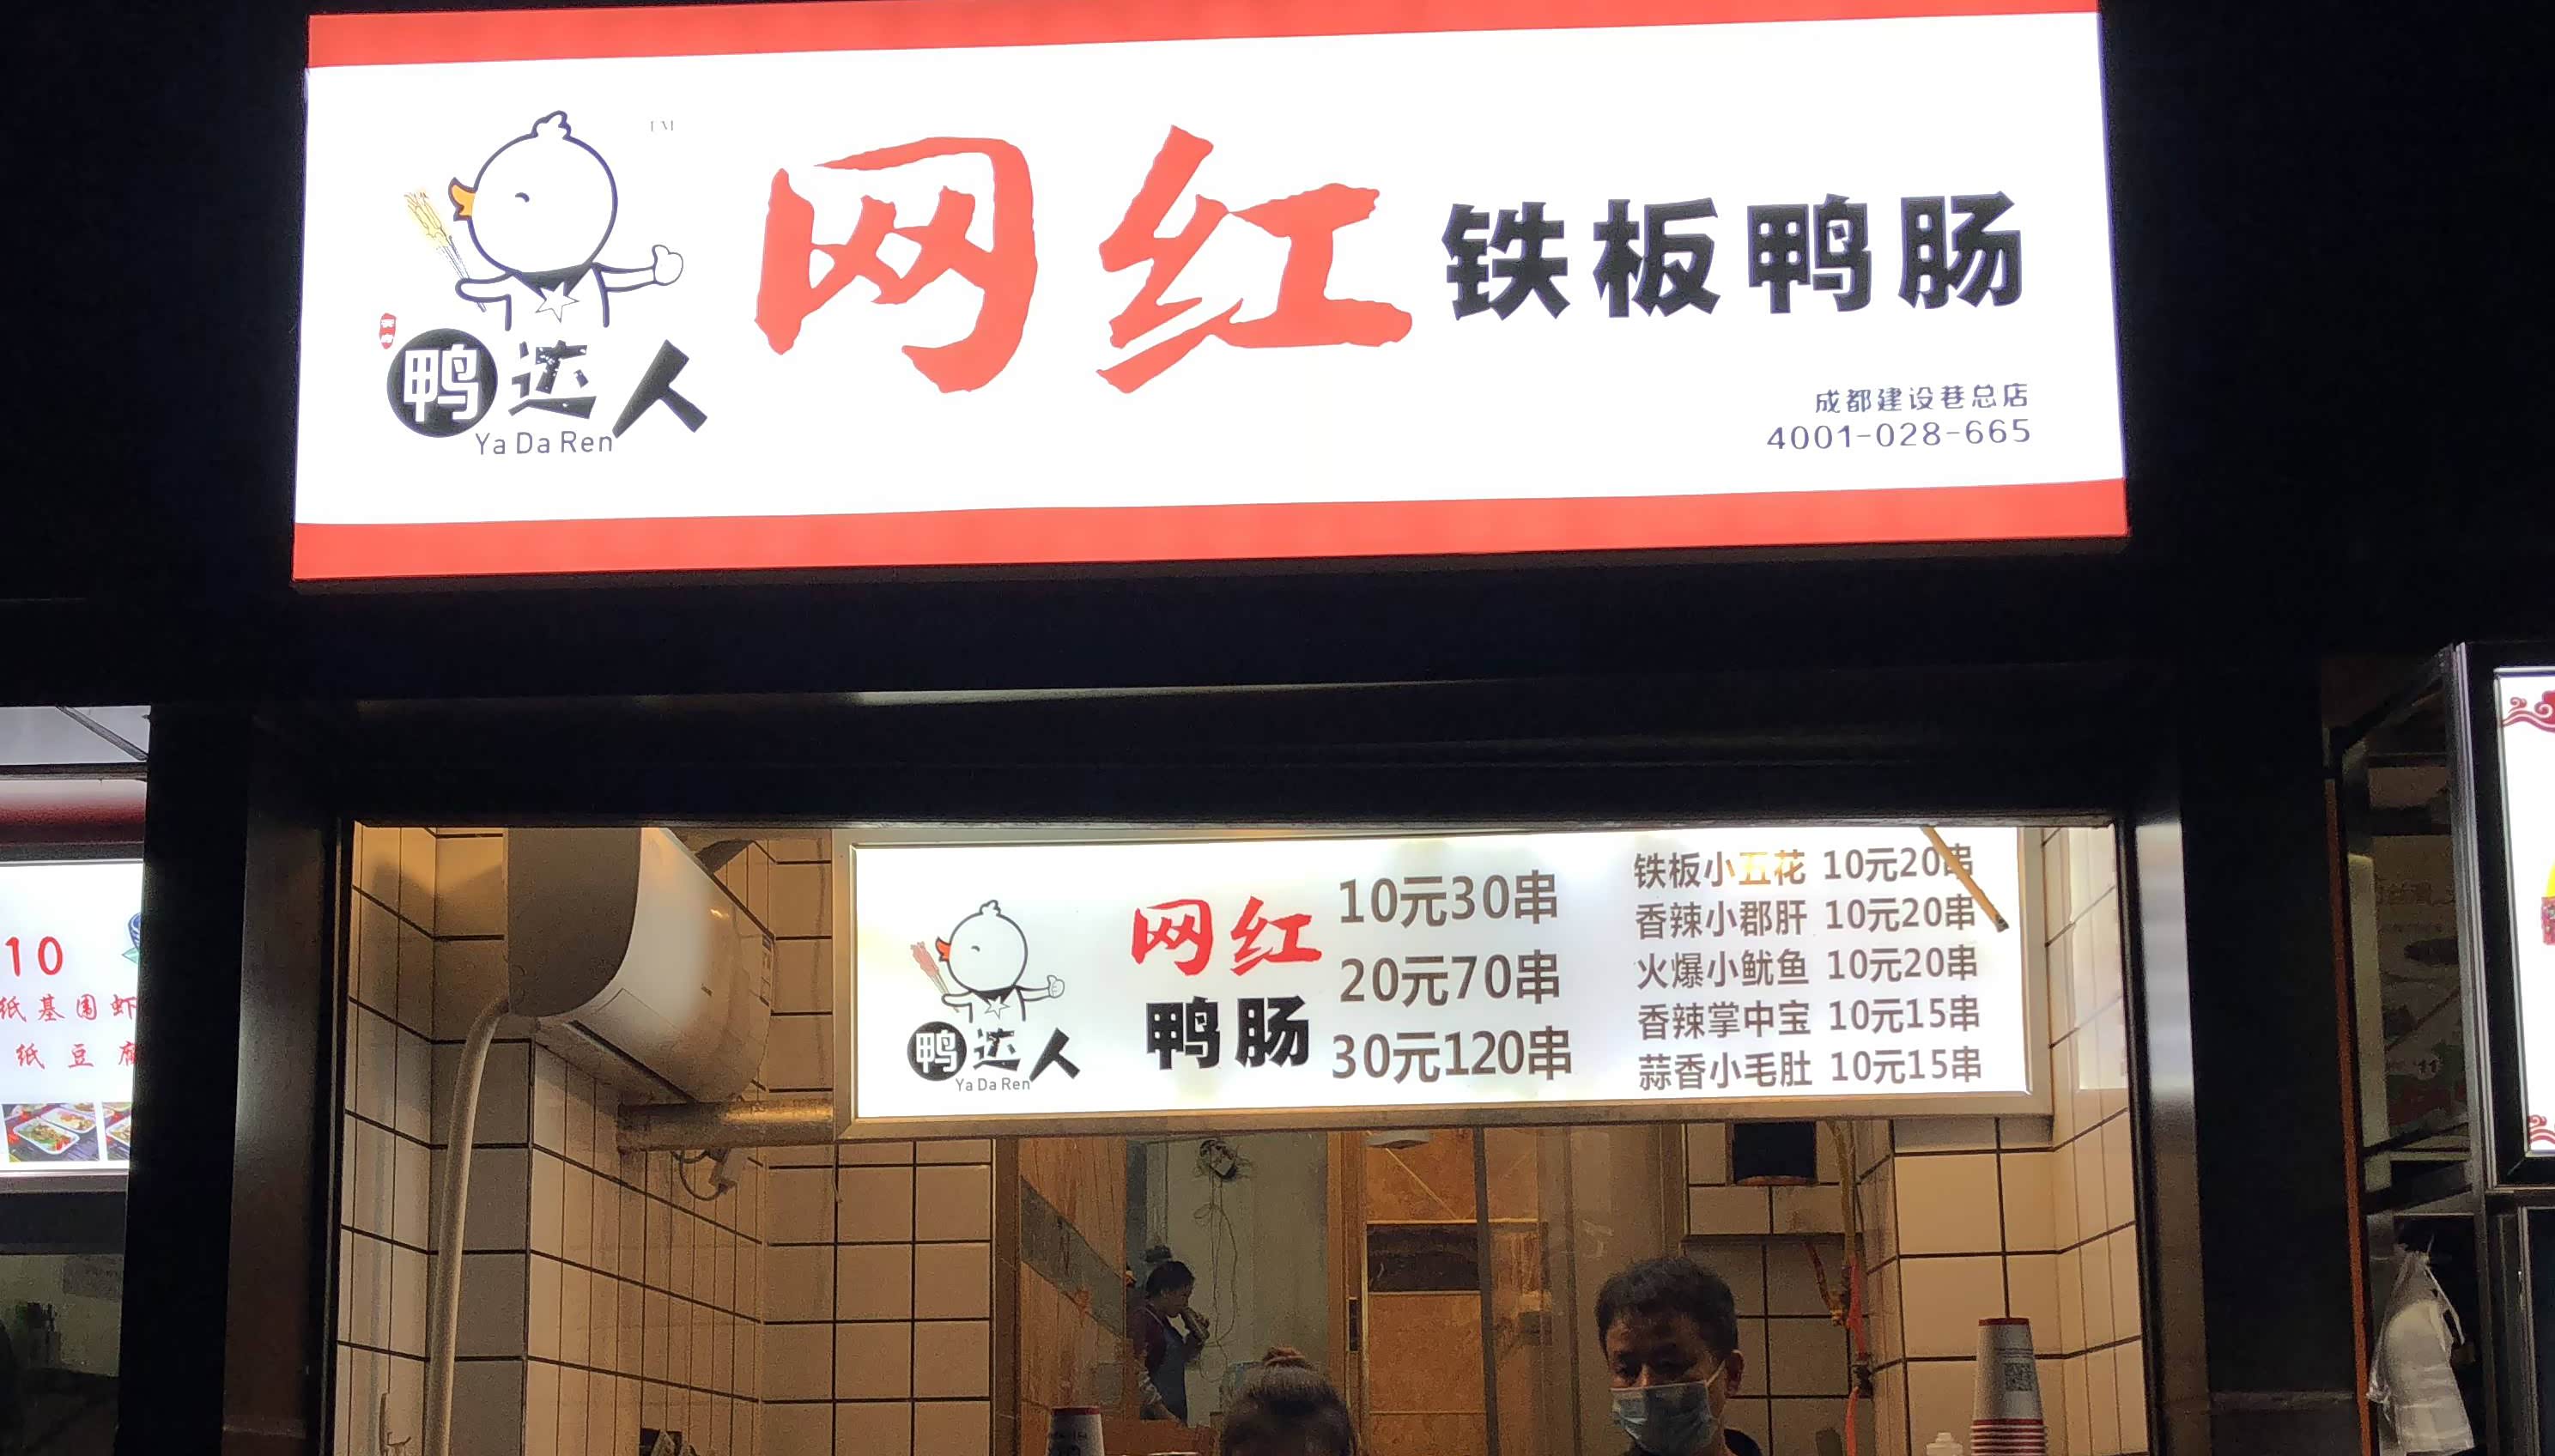 TM
网红 铁板鸭肠
鸭达人
Ya Da Ren
成都建设巷总店
4001-028-665
网红
鸭肠
10元30串
20元70串
30元120串
铁板小五花 10元20串
香辣小郡肝 10元20串
火爆小鱿鱼 10元20串
香辣掌中宝 10元15串
蒜香小毛肚 10元15串
鸭达人
Ya Da Ren
10
纸基围虾
纸豆腐